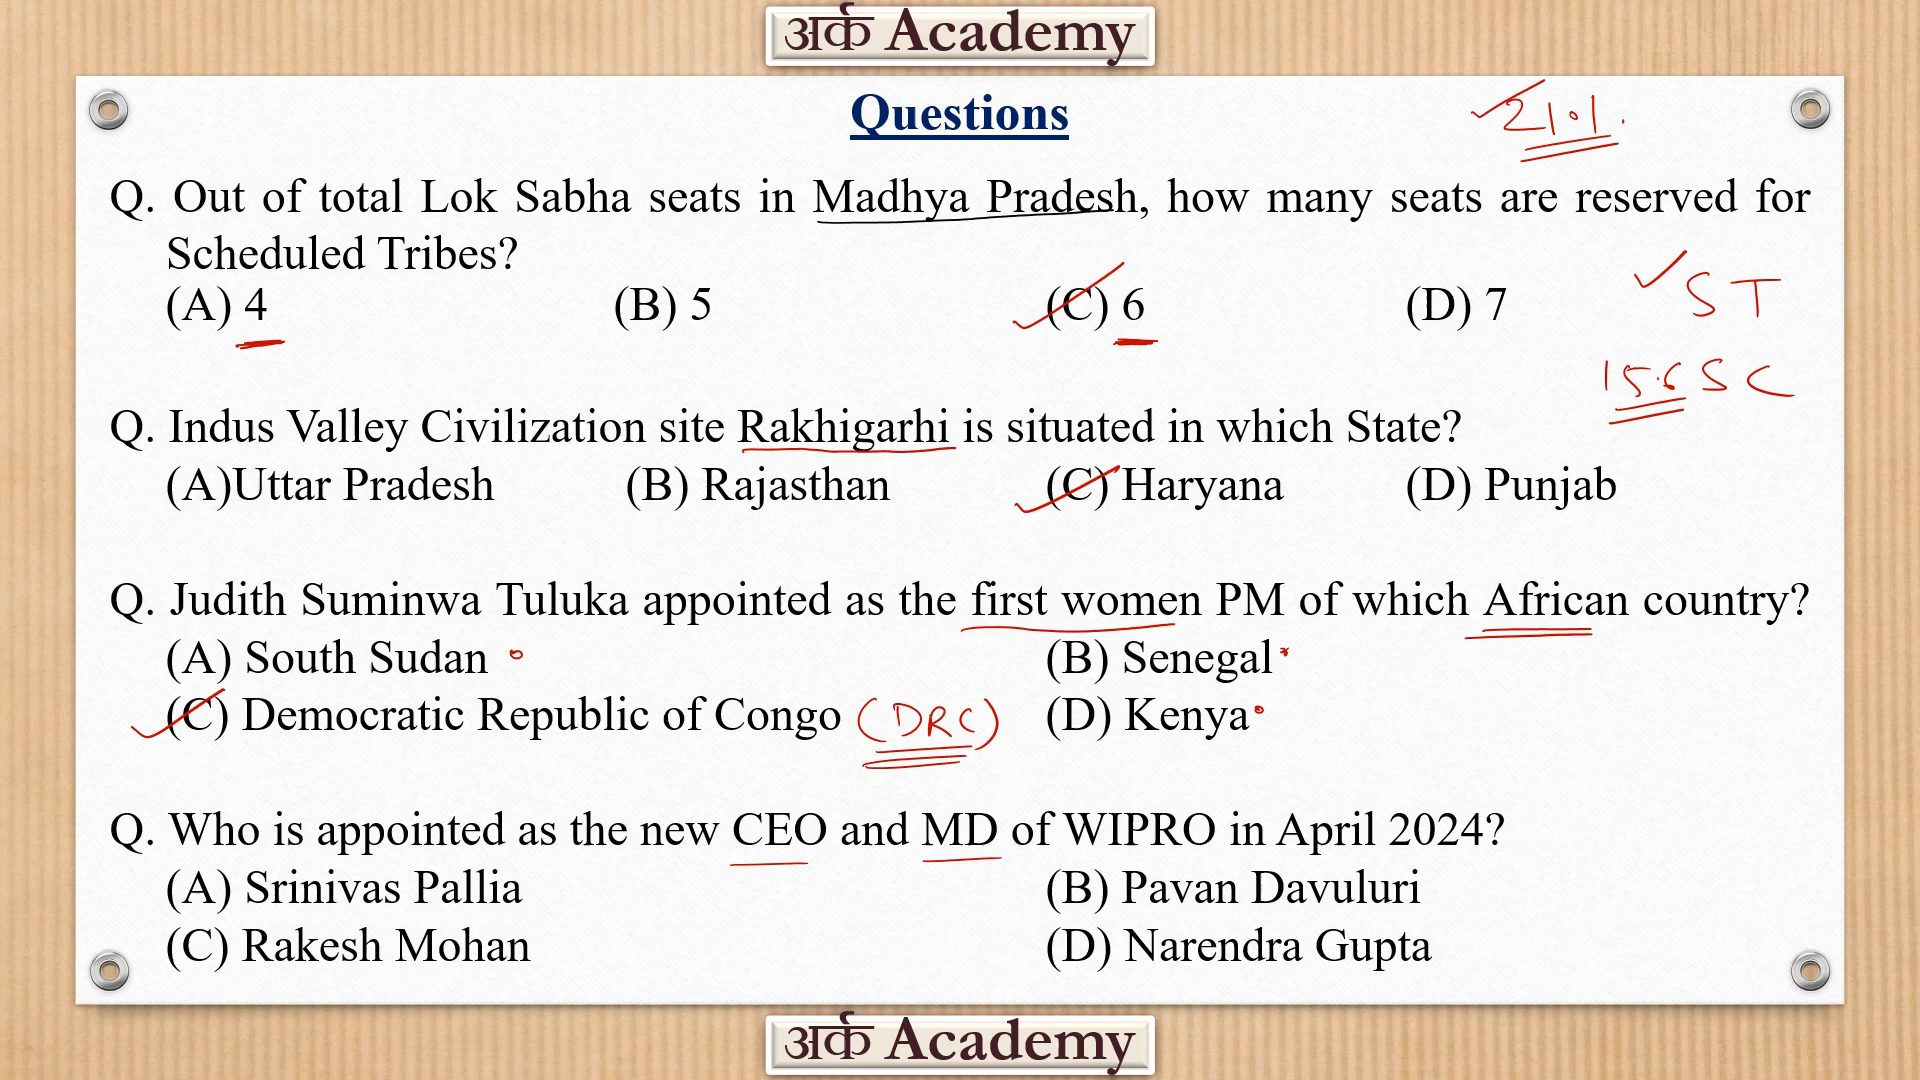 अर्क Academy
Questions
21.1.
Q. Out of total Lok Sabha seats in Madhya Pradesh, how many seats are reserved for
Scheduled Tribes?
(A) 4 (B) 5 (C) 6 (D) 7
ST
15.6 SC
Q. Indus Valley Civilization site Rakhigarhi is situated in which State?
(A)Uttar Pradesh (B) Rajasthan (C) Haryana (D) Punjab
Q. Judith Suminwa Tuluka appointed as the first women PM of which African country?
(A) South Sudan (B) Senegal
(C) Democratic Republic of Congo (DRC) (D) Kenya
Q. Who is appointed as the new CEO and MD of WIPRO in April 2024?
(A) Srinivas Pallia (B) Pavan Davuluri
(C) Rakesh Mohan (D) Narendra Gupta
अर्क Academy